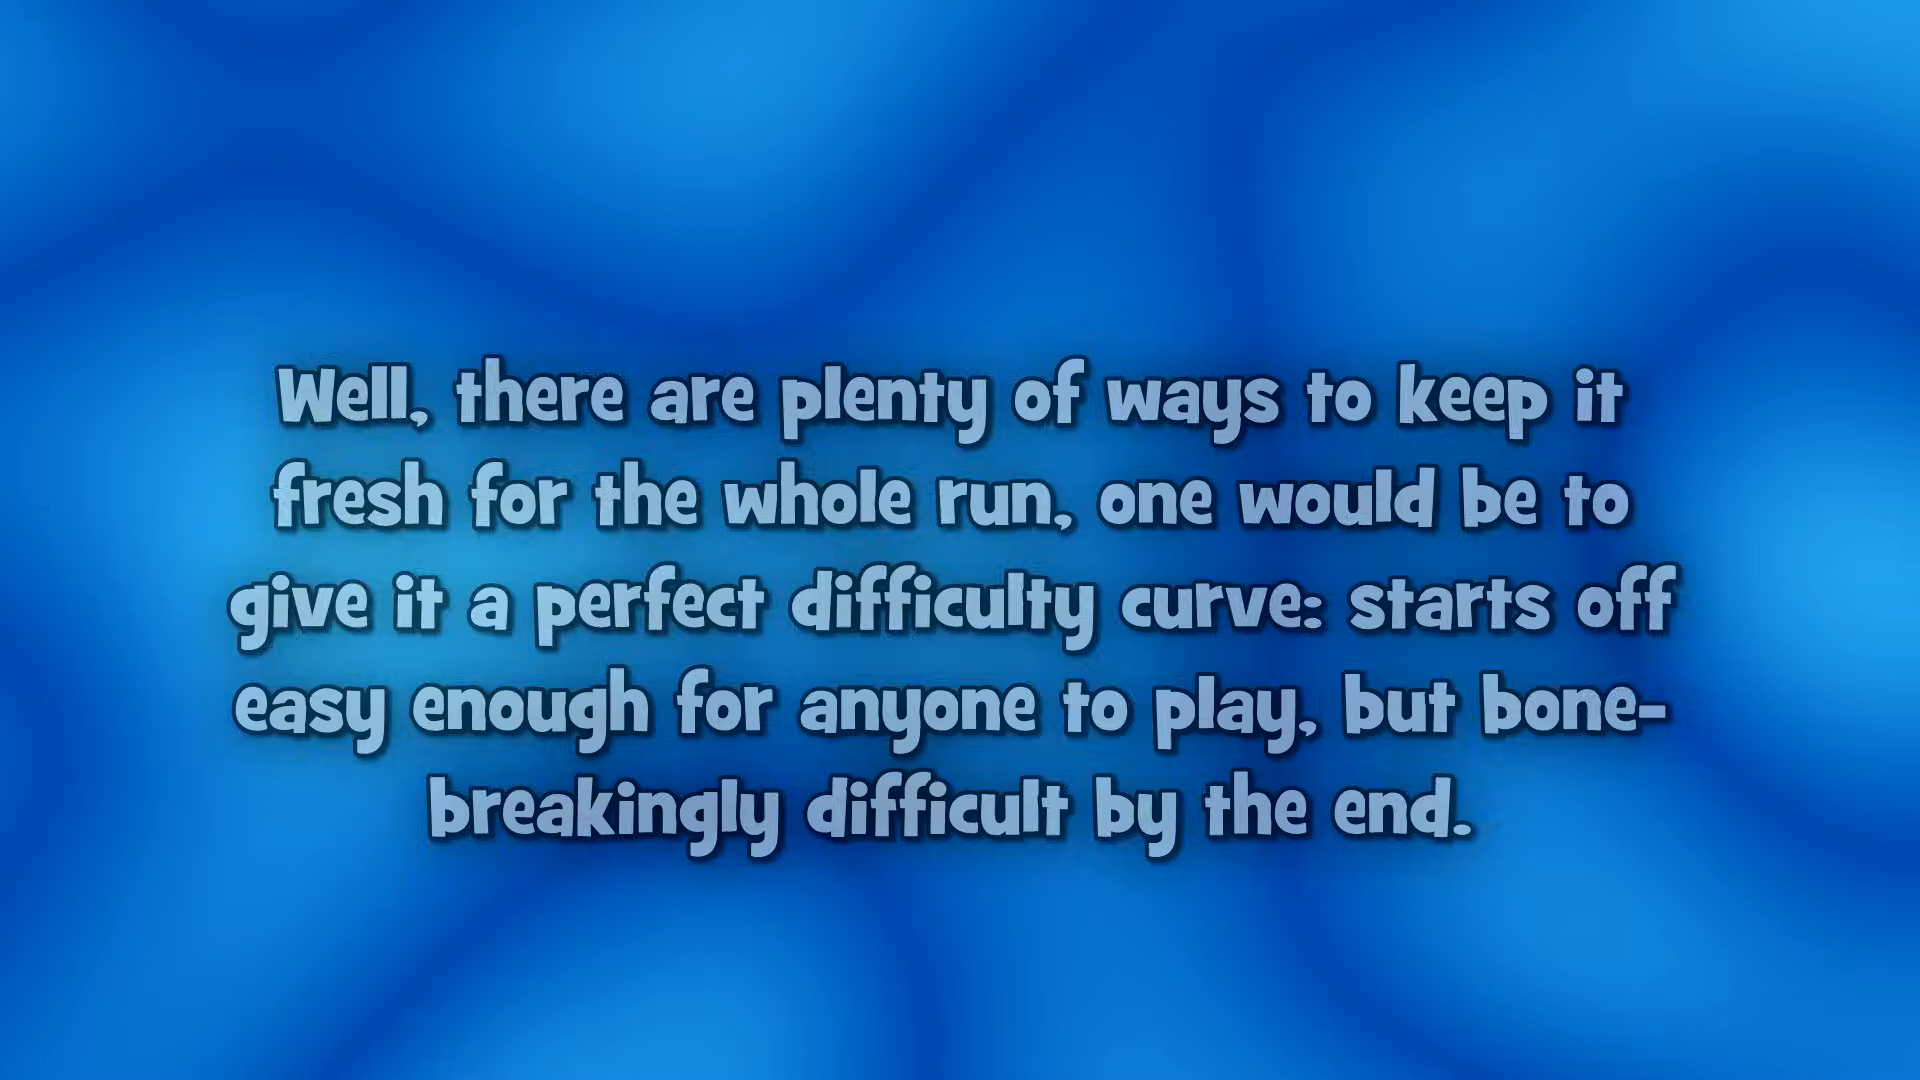 Well, there are plenty of ways to keep it
fresh for the whole run, one would be to
give it a perfect difficulty curve: starts off
easy enough for anyone to play, but bone-
breakingly difficult by the end.